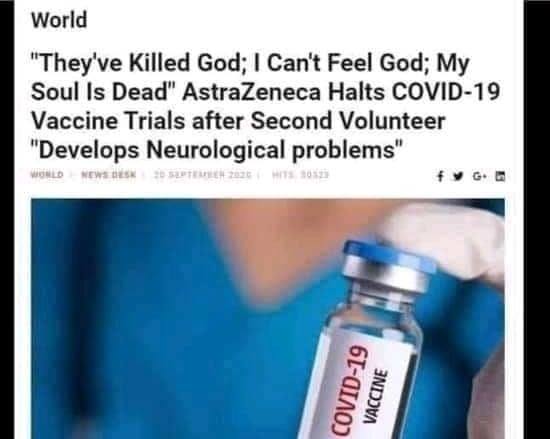 World
"They've Killed God; I Can't Feel God; My
Soul Is Dead" AstraZeneca Halts COVID-19
Vaccine Trials after Second Volunteer
"Develops Neurological problems"
WORLD | NEWS DESK | 20 SEPTEMBER 2020 | HITS: 50323
COVID-19
VACCINE